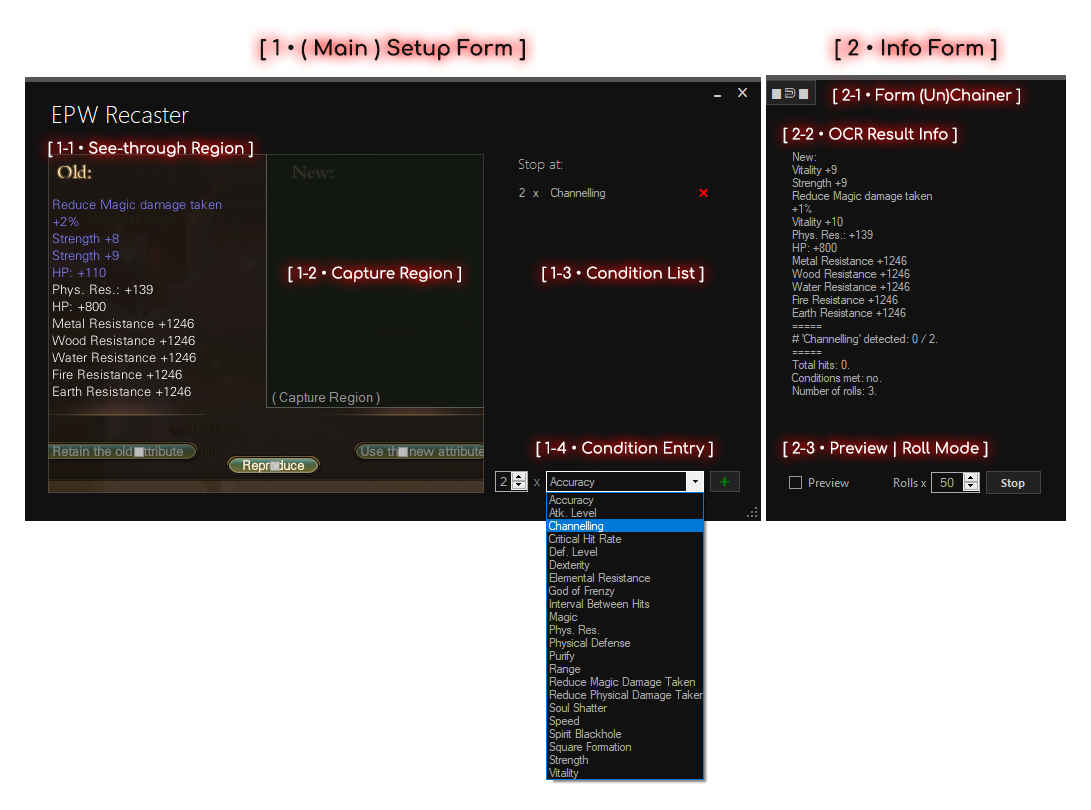 [ 1 • ( Main ) Setup Form ]
[ 2 • Info Form ]
EPW Recaster
[ 1-1 • See-through Region ]
Old:
New:
Reduce Magic damage taken
+2%
Strength +8
Strength +9
HP: +110
Phys. Res.: +139
HP: +800
Metal Resistance +1246
Wood Resistance +1246
Water Resistance +1246
Fire Resistance +1246
Earth Resistance +1246
[ 1-2 • Capture Region ]
( Capture Region )
Retain the old attribute
Use the new attribute
Reproduce
Stop at:
2 x Channelling
[ 1-3 • Condition List ]
[ 1-4 • Condition Entry ]
2 x Accuracy +
Accuracy
Atk. Level
Channelling
Critical Hit Rate
Def. Level
Dexterity
Elemental Resistance
God of Frenzy
Interval Between Hits
Magic
Phys. Res.
Physical Defense
Purify
Range
Reduce Magic Damage Taken
Reduce Physical Damage Taken
Soul Shatter
Speed
Spirit Blackhole
Square Formation
Strength
Vitality
[ 2-1 • Form (Un)Chainer ]
[ 2-2 • OCR Result Info ]
New:
Vitality +9
Strength +9
Reduce Magic damage taken
+1%
Vitality +10
Phys. Res.: +139
HP: +800
Metal Resistance +1246
Wood Resistance +1246
Water Resistance +1246
Fire Resistance +1246
Earth Resistance +1246
=====
# 'Channelling' detected: 0 / 2.
=====
Total hits: 0.
Conditions met: no.
Number of rolls: 3.
[ 2-3 • Preview | Roll Mode ]
Preview
Rolls x 50 Stop